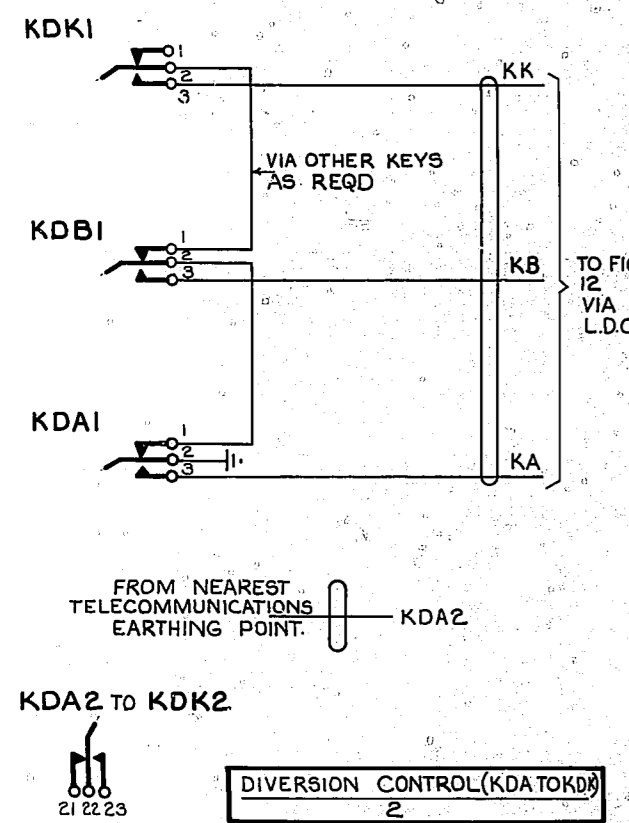 KDK1
1
2
3
KK
VIA OTHER KEYS
AS REQD
KDB1
1
2
3
KB
TO FIG
12
VIA
L.D.C
KDA1
1
2
3
KA
FROM NEAREST
TELECOMMUNICATIONS
EARTHING POINT.
KDA2
KDA2 TO KDK2
21 22 23
DIVERSION CONTROL (KDA TO KDK)
2